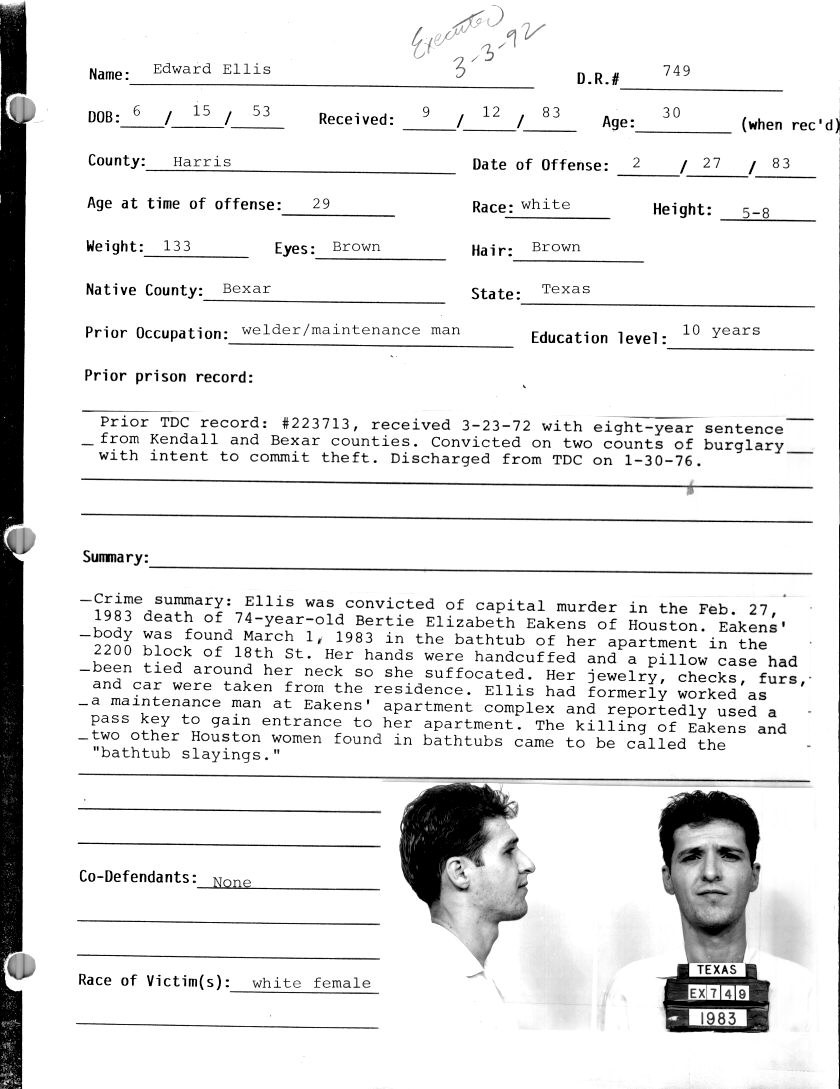 Executed
3-3-92
Name: Edward Ellis D.R.# 749
DOB: 6 / 15 / 53 Received: 9 / 12 / 83 Age: 30 (when rec'd)
County: Harris Date of Offense: 2 / 27 / 83
Age at time of offense: 29 Race: white Height: 5-8
Weight: 133 Eyes: Brown Hair: Brown
Native County: Bexar State: Texas
Prior Occupation: welder/maintenance man Education level: 10 years
Prior prison record:
Prior TDC record: #223713, received 3-23-72 with eight-year sentence
from Kendall and Bexar counties. Convicted on two counts of burglary
with intent to commit theft. Discharged from TDC on 1-30-76.
Summary:
Crime summary: Ellis was convicted of capital murder in the Feb. 27,
1983 death of 74-year-old Bertie Elizabeth Eakens of Houston. Eakens'
body was found March 1, 1983 in the bathtub of her apartment in the
2200 block of 18th St. Her hands were handcuffed and a pillow case had
been tied around her neck so she suffocated. Her jewelry, checks, furs,
and car were taken from the residence. Ellis had formerly worked as
a maintenance man at Eakens' apartment complex and reportedly used a
pass key to gain entrance to her apartment. The killing of Eakens and
two other Houston women found in bathtubs came to be called the
"bathtub slayings."
Co-Defendants: None
Race of Victim(s): white female
TEXAS
EX749
1983